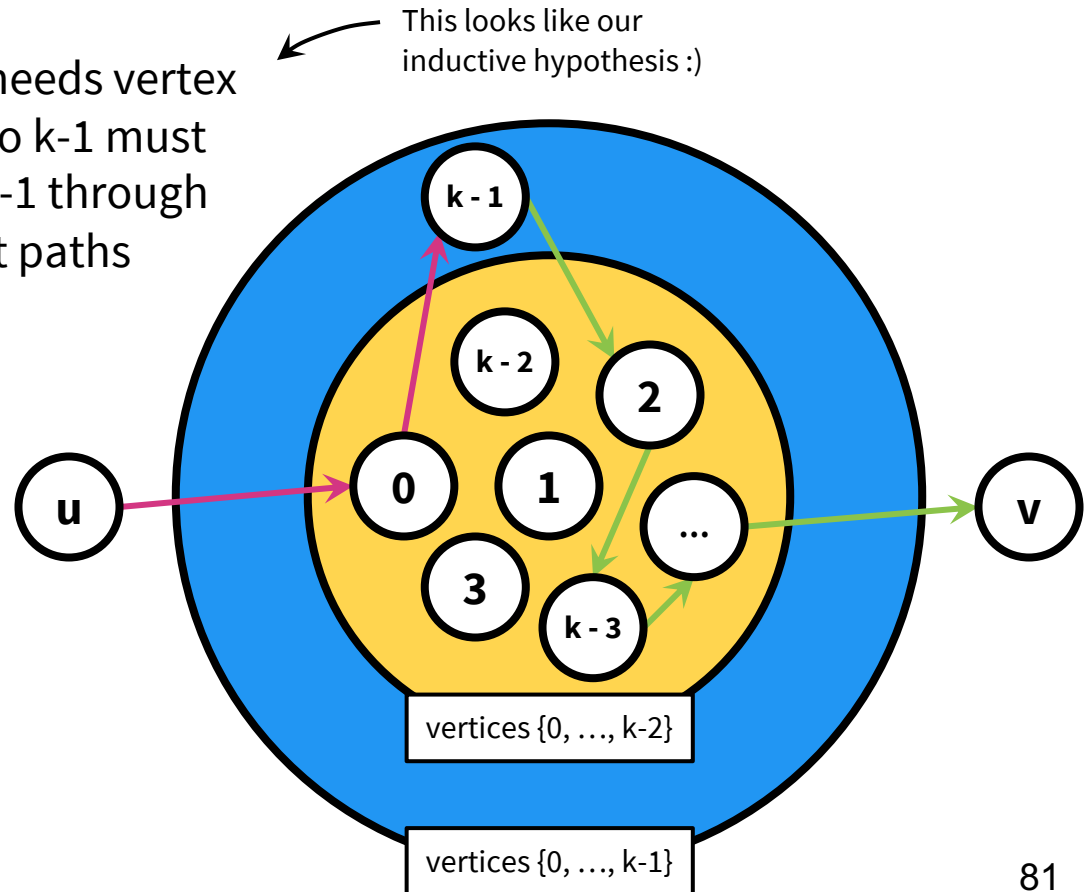 This looks like our
inductive hypothesis :)
needs vertex
o k-1 must
-1 through
t paths
k - 1
k - 2
2
u
0
1
...
v
3
k - 3
vertices {0, …, k-2}
vertices {0, …, k-1}
81